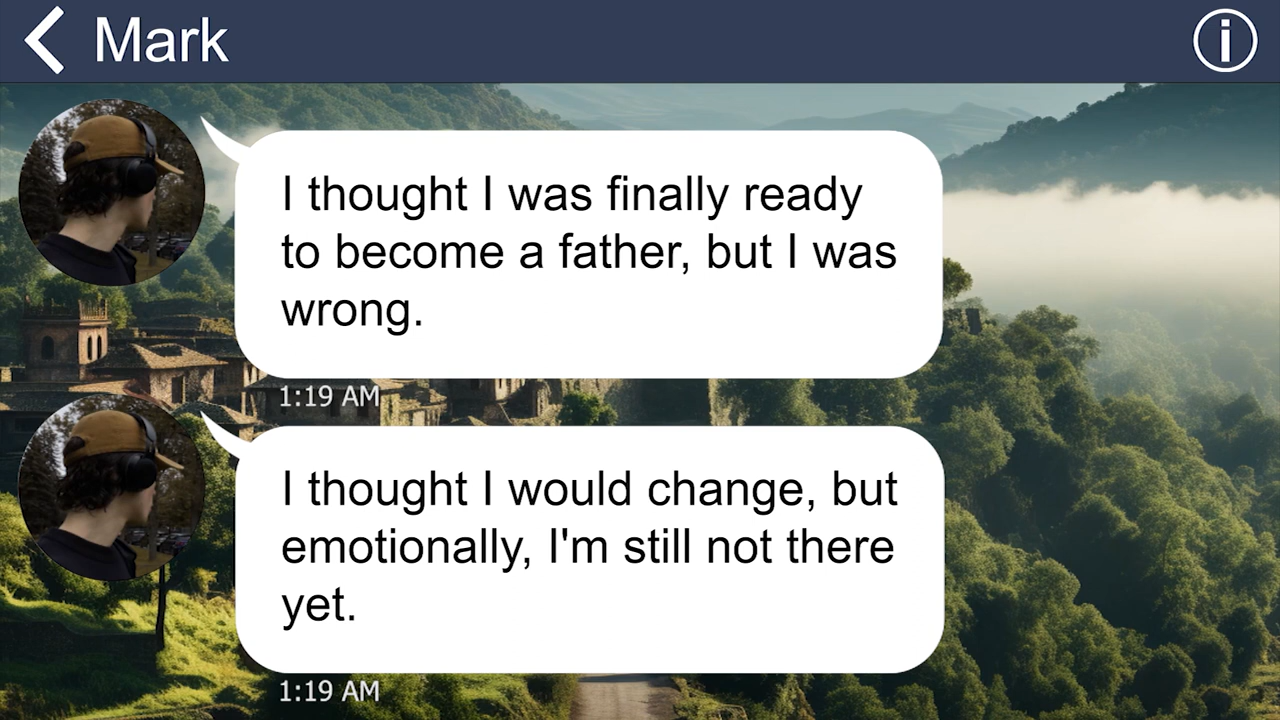 Mark
I thought I was finally ready
to become a father, but I was
wrong.
1:19 AM
I thought I would change, but
emotionally, I'm still not there
yet.
1:19 AM